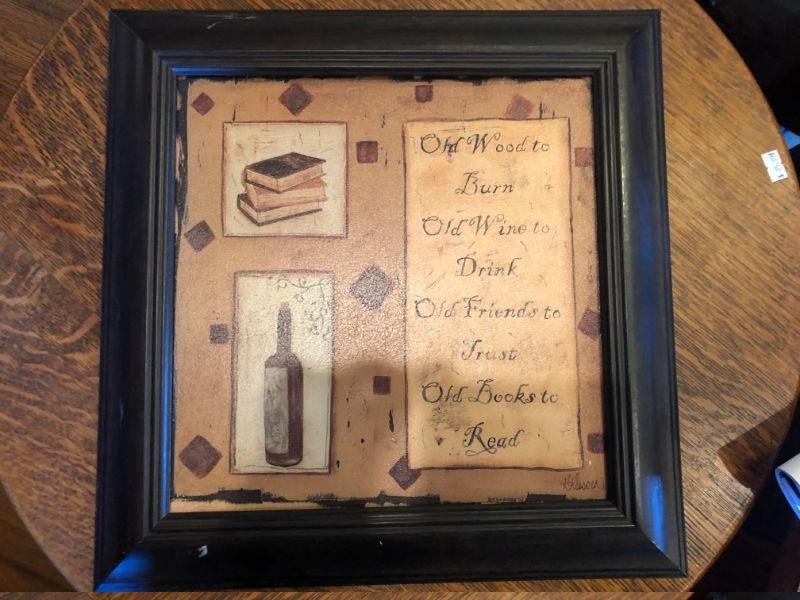 Old Wood to
Burn
Old Wine to
Drink
Old Friends to
Trust
Old Books to
Read